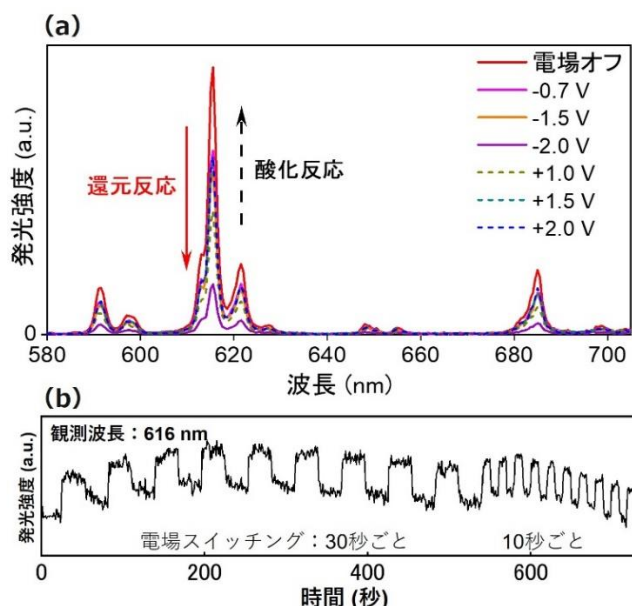 (a)
発光強度 (a.u.)
還元反応
酸化反応
電場オフ
-0.7 V
-1.5 V
-2.0 V
+1.0 V
+1.5 V
+2.0 V
0
580 600 620 640 660 680 700
波長 (nm)
(b)
発光強度 (a.u.)
観測波長：616 nm
電場スイッチング：30秒ごと 10秒ごと
0 200 400 600
時間 (秒)